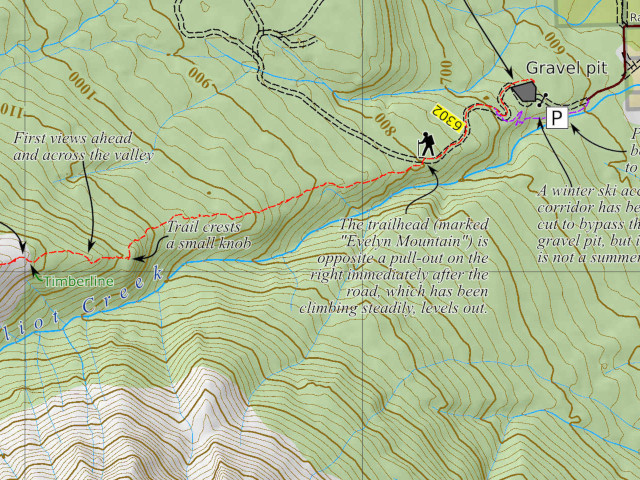 Ra
Gravel pit
600
700
900
1000
1100
800
6302
P
First views ahead
and across the valley
to
A winter ski acc
corridor has be
cut to bypass th
gravel pit, but i
is not a summer
Trail crests
a small knob
The trailhead (marked
"Evelyn Mountain") is
opposite a pull-out on the
right immediately after the
road, which has been
climbing steadily, levels out.
Timberline
liot Creek